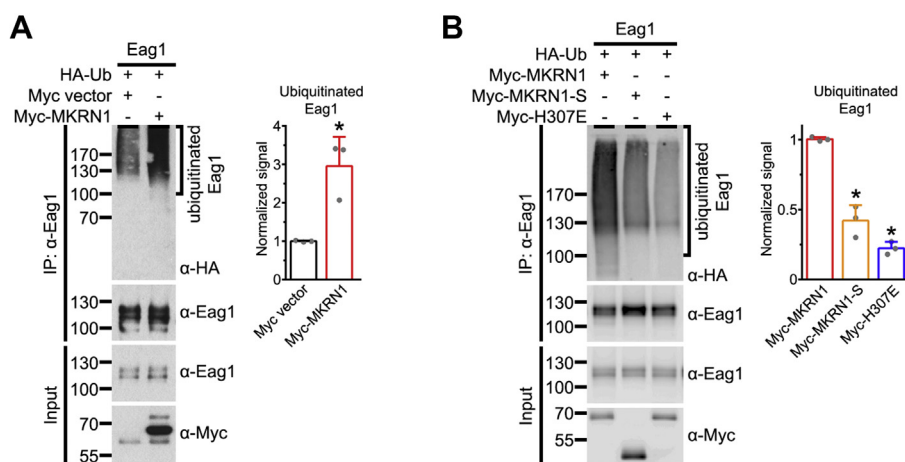 A
Eag1
HA-Ub + +
Myc vector + -
Myc-MKRN1 - +
IP: α-Eag1
170
130
100
70
ubiquitinated
Eag1
α-HA
130
100
α-Eag1
Input
130
100
α-Eag1
70
55
α-Myc
Ubiquitinated
Eag1
Normalized signal
4
3
2
1
0
*
Myc vector
Myc-MKRN1
B
Eag1
HA-Ub + + +
Myc-MKRN1 + - -
Myc-MKRN1-S - + -
Myc-H307E - - +
IP: α-Eag1
170
130
100
ubiquitinated
Eag1
α-HA
130
100
α-Eag1
Input
130
100
α-Eag1
70
55
α-Myc
Ubiquitinated
Eag1
Normalized signal
1
0.5
0
*
*
Myc-MKRN1
Myc-MKRN1-S
Myc-H307E